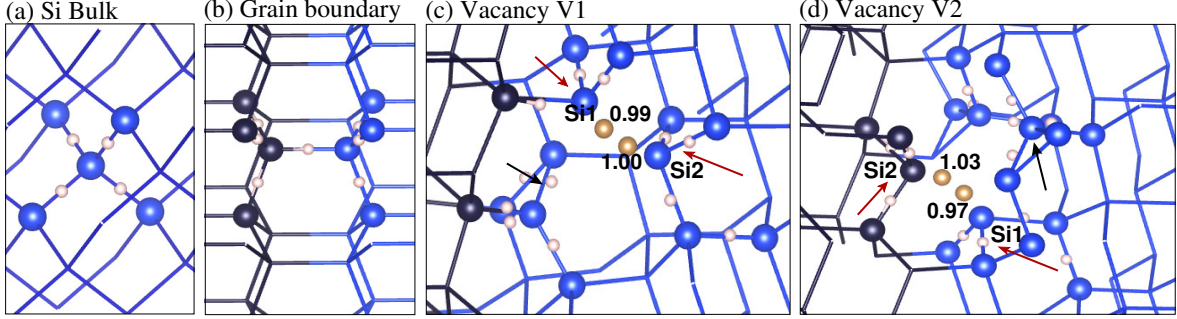 (a) Si Bulk
(b) Grain boundary
(c) Vacancy V1
(d) Vacancy V2
Si1
0.99
1.00
Si2
Si2
1.03
0.97
Si1